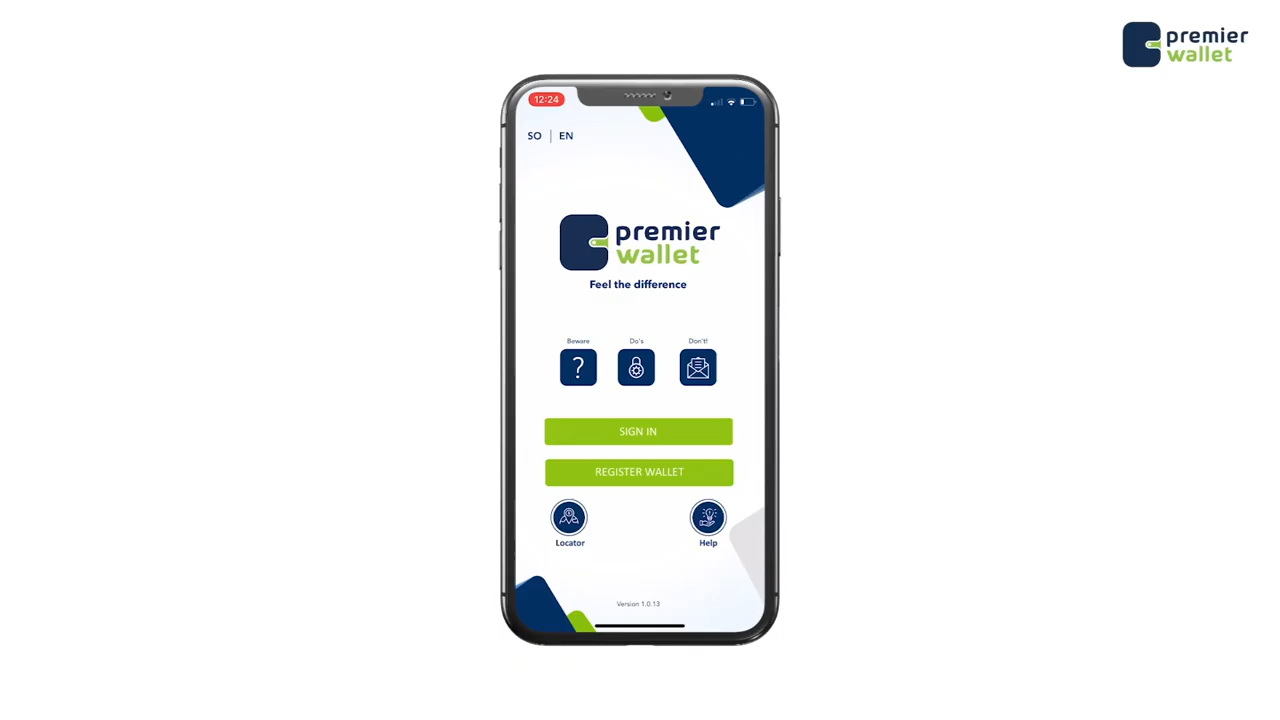 premier
wallet
12:24
SO | EN
premier
wallet
Feel the difference
Beware
Do's
Don't!
?
SIGN IN
REGISTER WALLET
Locator
Help
Version 1.0.13